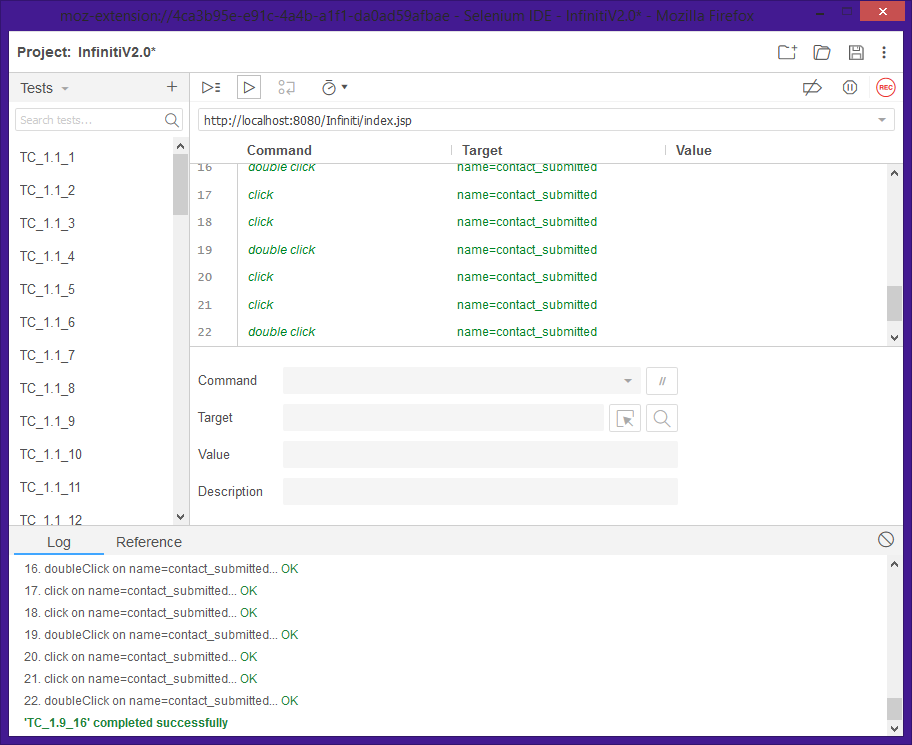 moz-extension://4ca3b95e-e91c-4a4b-a1f1-da0ad59afbae - Selenium IDE - InfinitiV2.0* - Mozilla Firefox
Project: InfinitiV2.0*
Tests
REC
Search tests...
http://localhost:8080/Infiniti/index.jsp
Command Target Value
16 double click name=contact_submitted
17 click name=contact_submitted
18 click name=contact_submitted
19 double click name=contact_submitted
20 click name=contact_submitted
21 click name=contact_submitted
22 double click name=contact_submitted
TC_1.1_1
TC_1.1_2
TC_1.1_3
TC_1.1_4
TC_1.1_5
TC_1.1_6
TC_1.1_7
TC_1.1_8
TC_1.1_9
TC_1.1_10
TC_1.1_11
TC_1.1_12
Command //
Target
Value
Description
Log Reference
16. doubleClick on name=contact_submitted... OK
17. click on name=contact_submitted... OK
18. click on name=contact_submitted... OK
19. doubleClick on name=contact_submitted... OK
20. click on name=contact_submitted... OK
21. click on name=contact_submitted... OK
22. doubleClick on name=contact_submitted... OK
'TC_1.9_16' completed successfully